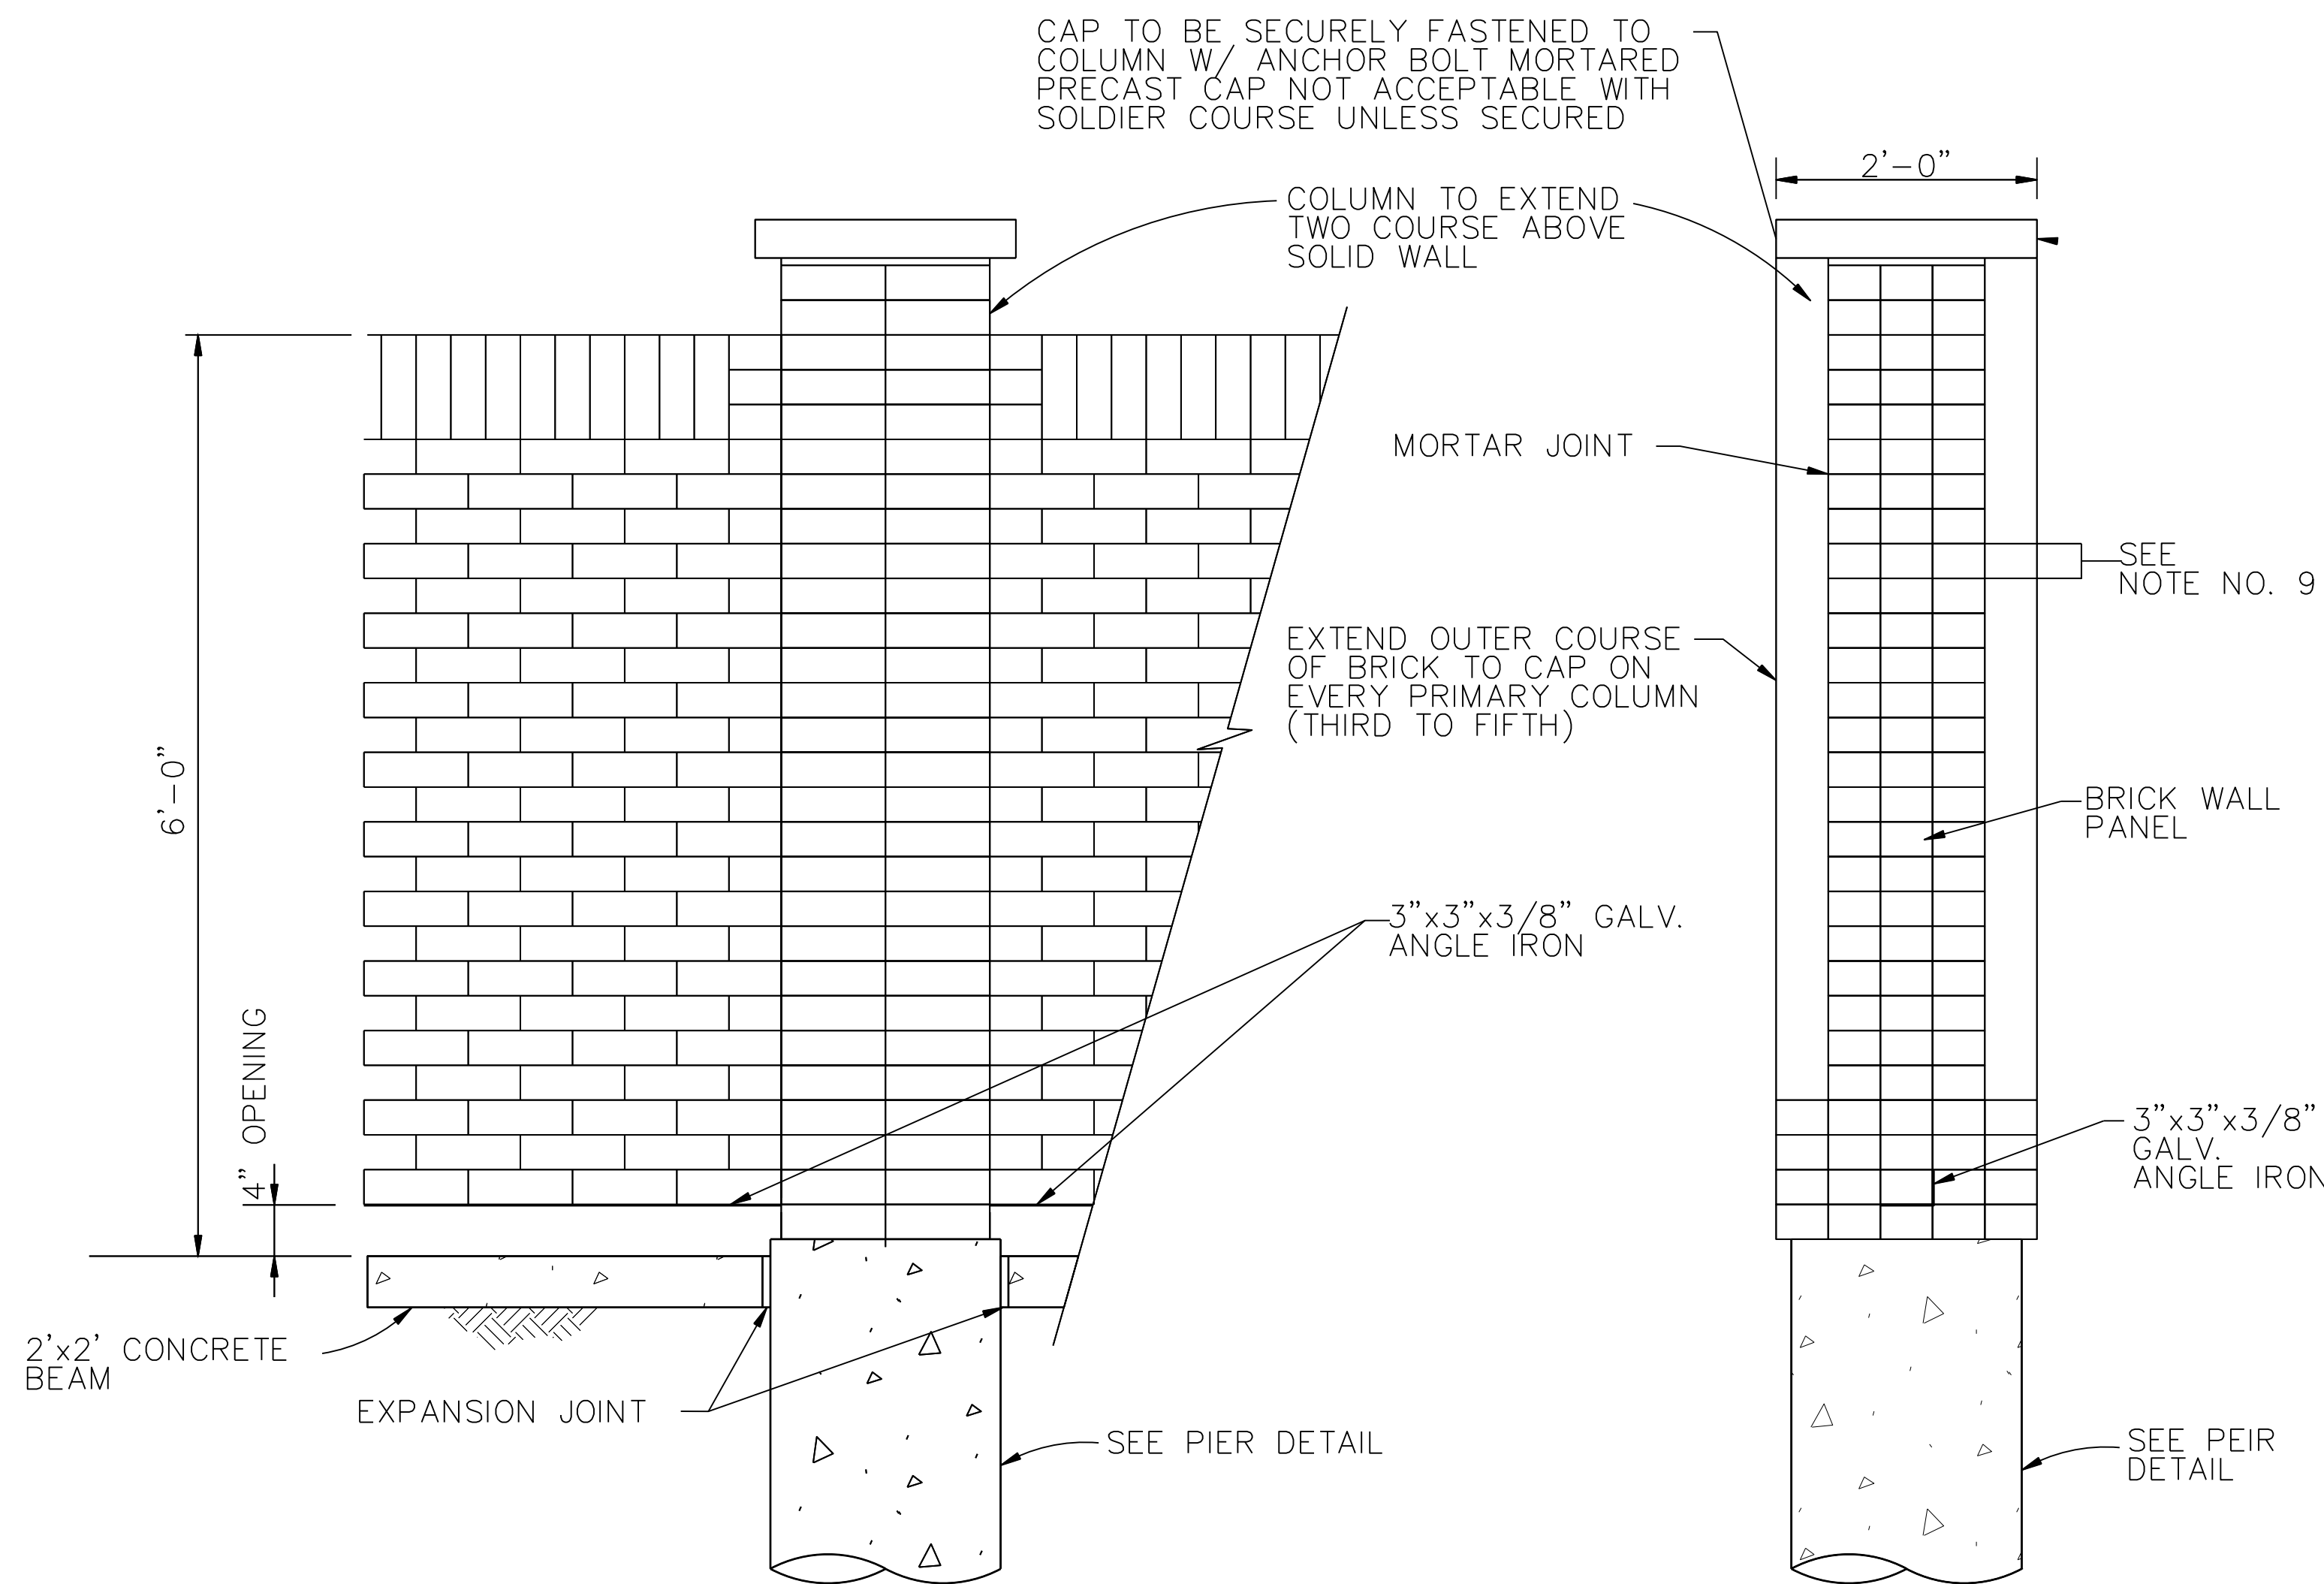 CAP TO BE SECURELY FASTENED TO
COLUMN W/ ANCHOR BOLT MORTARED
PRECAST CAP NOT ACCEPTABLE WITH
SOLDIER COURSE UNLESS SECURED
2'-0"
COLUMN TO EXTEND
TWO COURSE ABOVE
SOLID WALL
MORTAR JOINT
SEE
NOTE NO. 9
EXTEND OUTER COURSE
OF BRICK TO CAP ON
EVERY PRIMARY COLUMN
(THIRD TO FIFTH)
6'-0"
BRICK WALL
PANEL
3"x3"x3/8" GALV.
ANGLE IRON
4" OPENING
3"x3"x3/8"
GALV.
ANGLE IRON
2'x2' CONCRETE
BEAM
EXPANSION JOINT
SEE PIER DETAIL
SEE PEIR
DETAIL